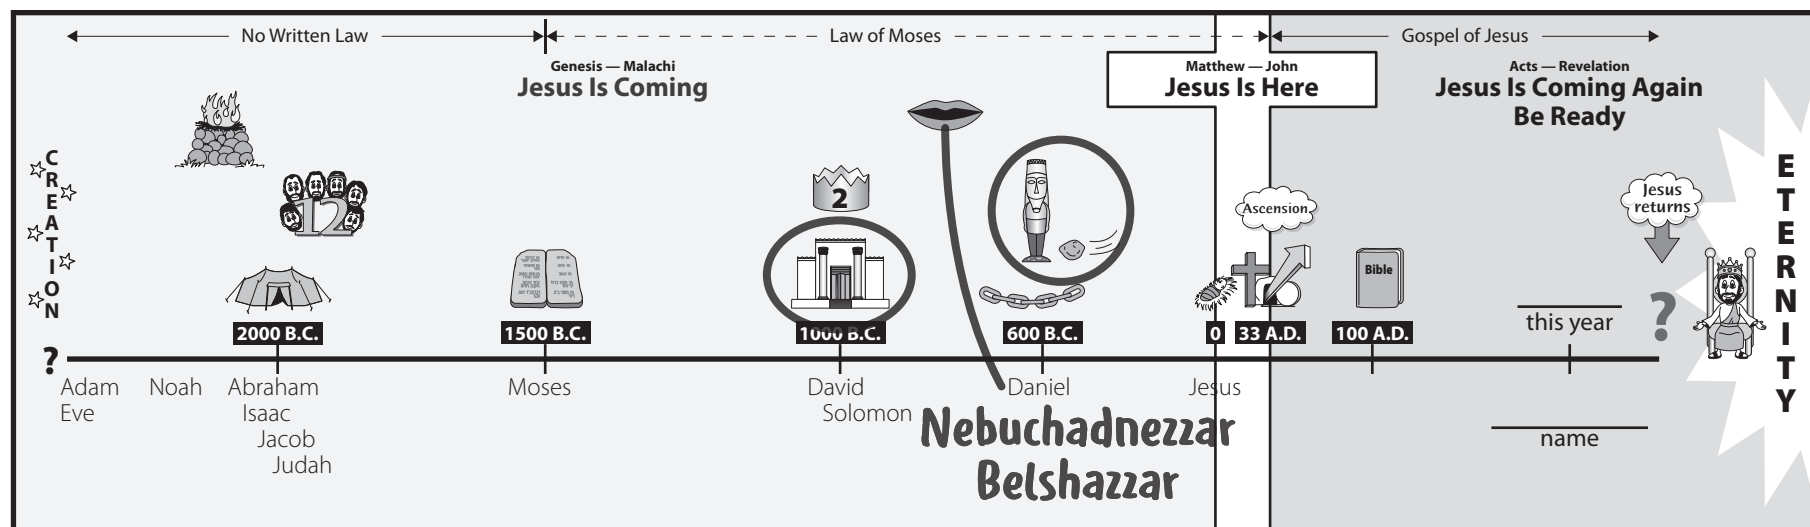 No Written Law
Law of Moses
Gospel of Jesus
Genesis — Malachi
Jesus Is Coming
Matthew — John
Jesus Is Here
Acts — Revelation
Jesus Is Coming Again
Be Ready
CREATION
12
2
Ascension
Jesus
returns
Bible
ETERNITY
2000 B.C.
1500 B.C.
1000 B.C.
600 B.C.
0
33 A.D.
100 A.D.
this year
?
?
Adam
Eve
Noah
Abraham
Isaac
Jacob
Judah
Moses
David
Solomon
Daniel
Jesus
Nebuchadnezzar
Belshazzar
name